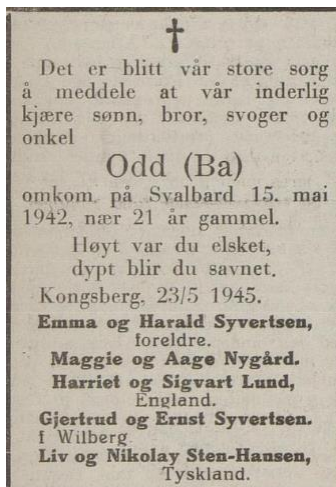 Det er blitt vår store sorg
å meddele at vår inderlig
kjære sønn, bror, svoger og
onkel
Odd (Ba)
omkom på Svalbard 15. mai
1942, nær 21 år gammel.
Høyt var du elsket,
dypt blir du savnet.
Kongsberg, 23/5 1945.
Emma og Harald Syvertsen,
foreldre.
Maggie og Aage Nygård.
Harriet og Sigvart Lund,
England.
Gjertrud og Ernst Syvertsen.
f Wilberg
Liv og Nikolay Sten-Hansen,
Tyskland.